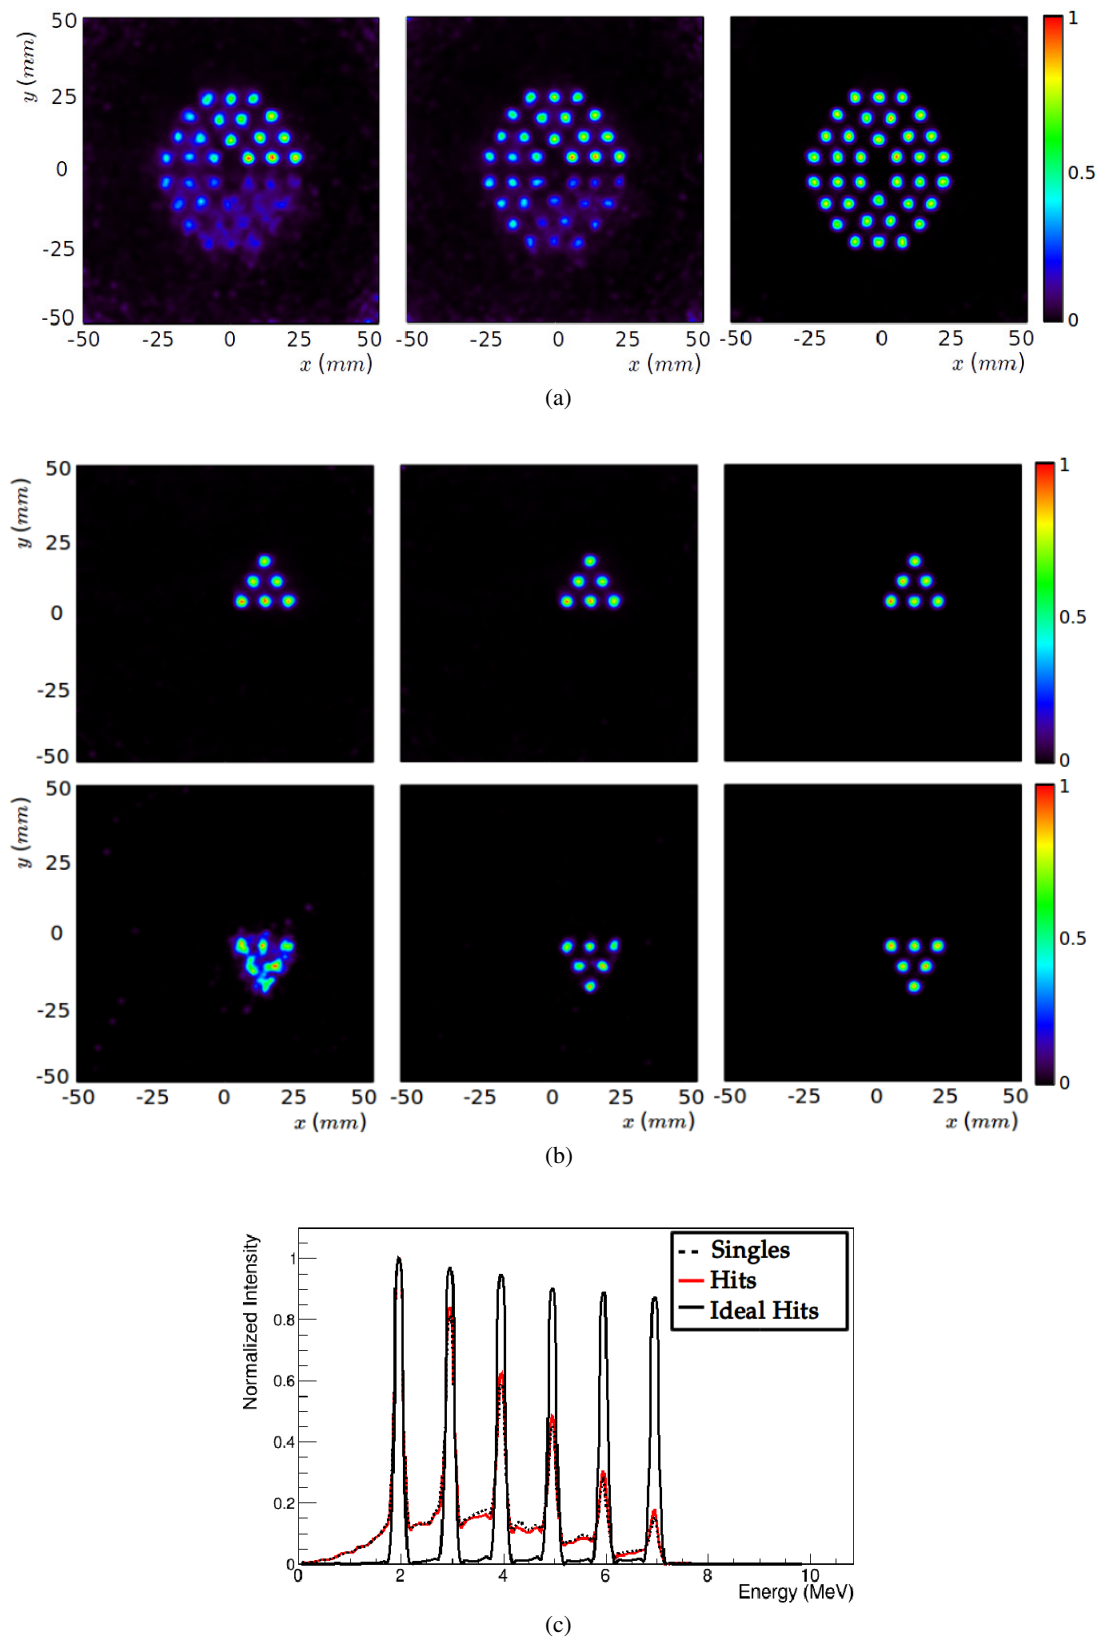 50
25
0
-25
-50
y (mm)
-50 -25 0 25 50
x (mm)
-50 -25 0 25 50
x (mm)
-50 -25 0 25 50
x (mm)
1
0.5
0
(a)
50
25
0
-25
-50
y (mm)
1
0.5
0
50
25
0
-25
-50
y (mm)
-50 -25 0 25 50
x (mm)
-50 -25 0 25 50
x (mm)
-50 -25 0 25 50
x (mm)
1
0.5
0
(b)
Normalized Intensity
1
0.8
0.6
0.4
0.2
0
Singles
Hits
Ideal Hits
0 2 4 6 8 10
Energy (MeV)
(c)